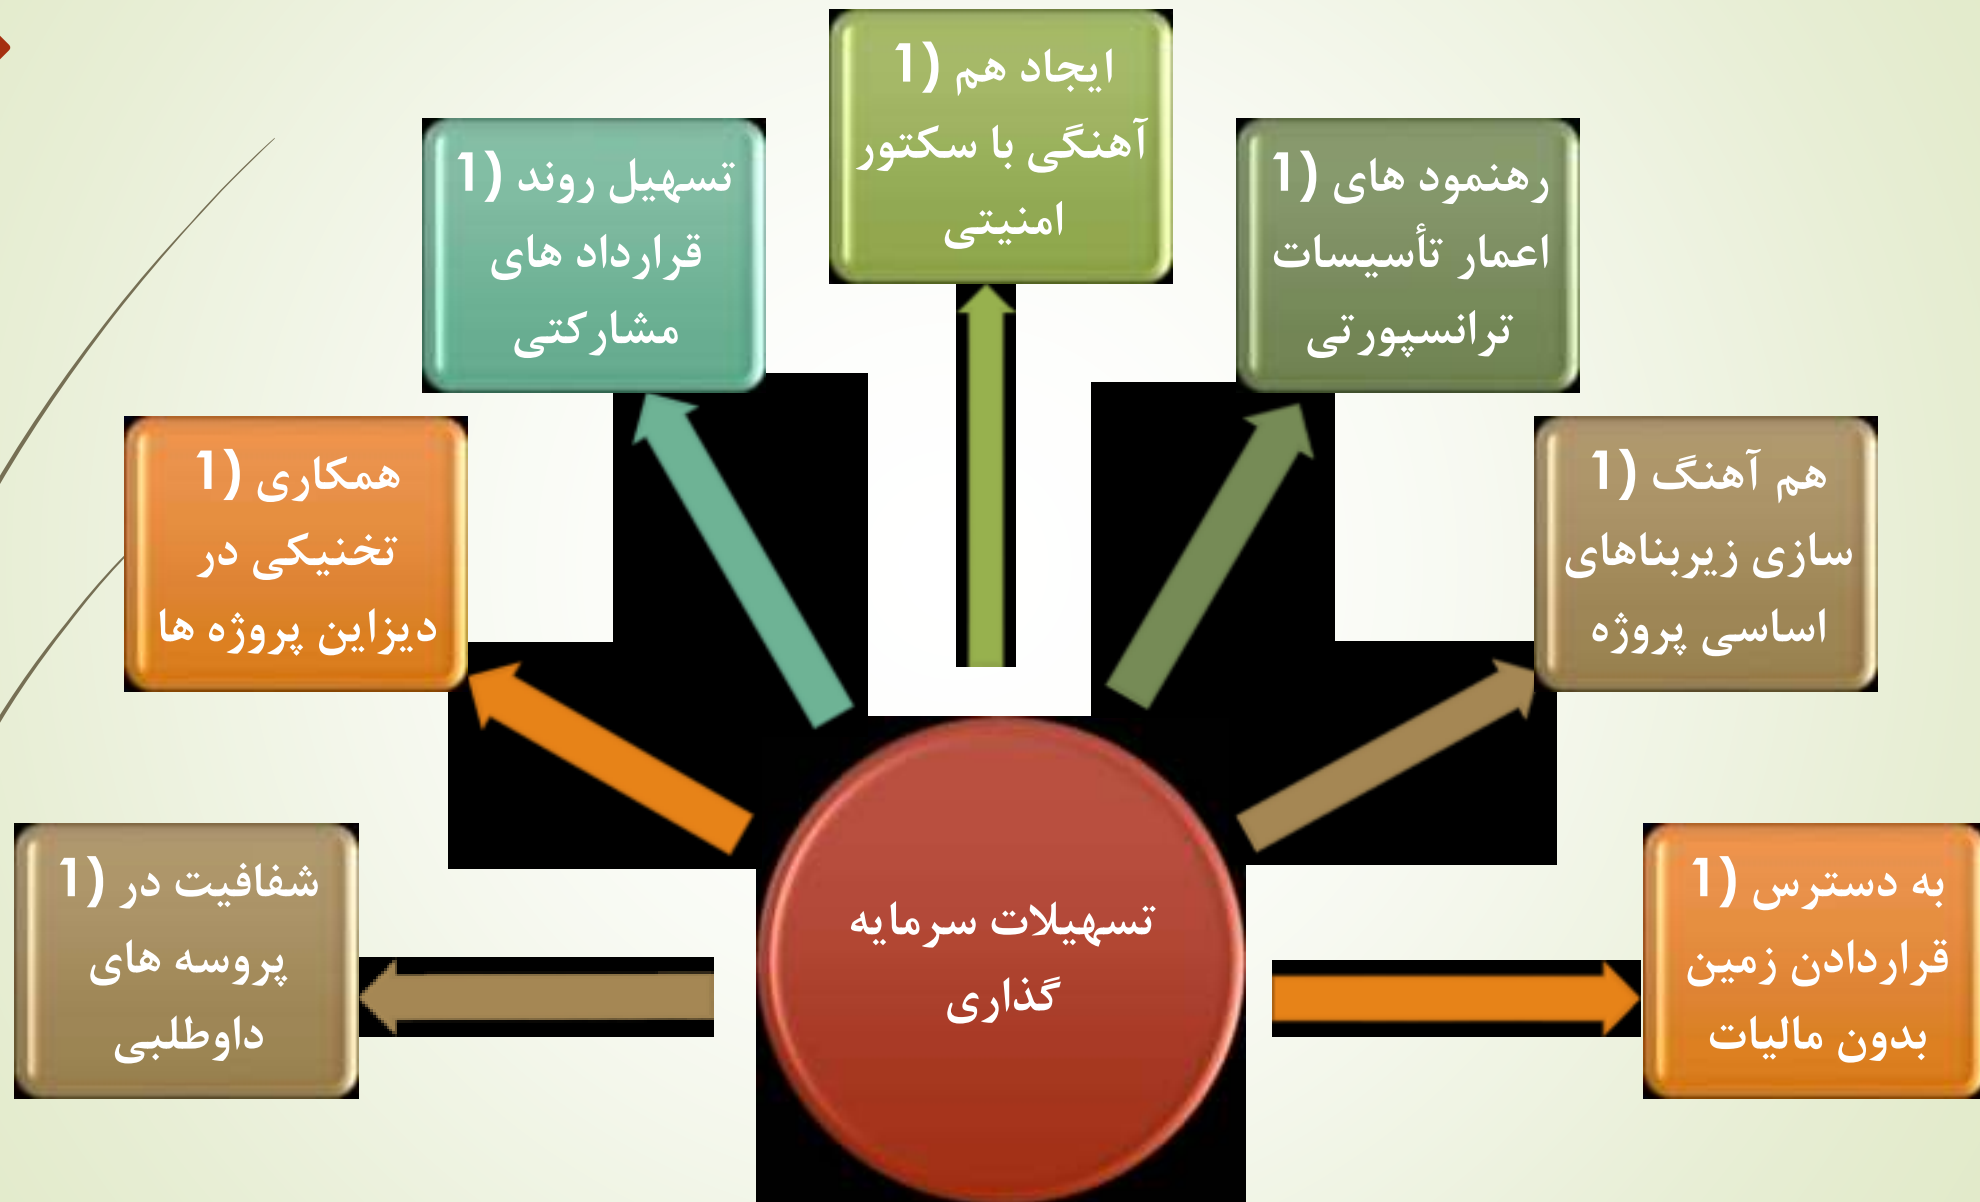 1) ایجاد هم
آهنگی با سکتور
امنیتی
1) رهنمود های
اعمار تأسیسات
ترانسپورتی
1) تسهیل روند
قرارداد های
مشارکتی
1) هم آهنگ
سازی زیربناهای
اساسی پروژه
1) همکاری
تخنیکی در
دیزاین پروژه ها
1) به دسترس
قراردادن زمین
بدون مالیات
تسهیلات سرمایه
گذاری
1) شفافیت در
پروسه های
داوطلبی